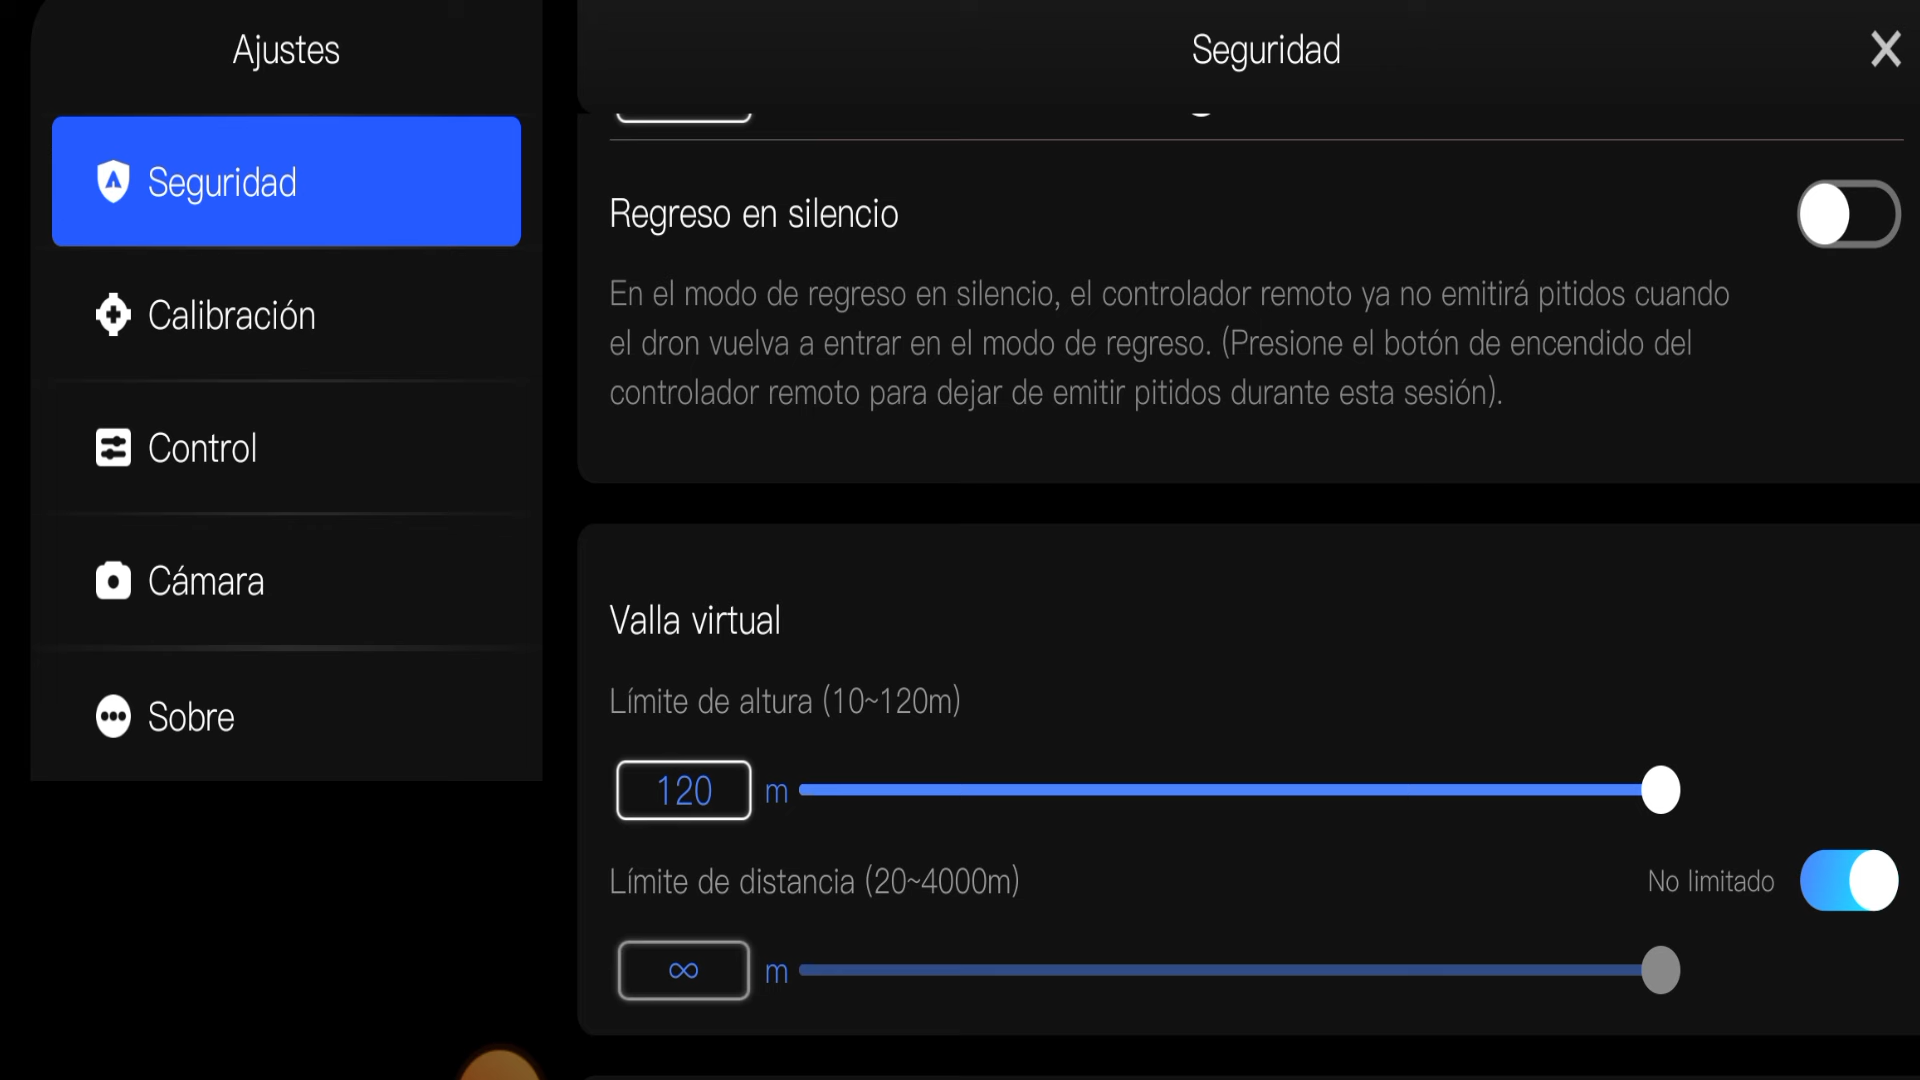 Ajustes
Seguridad
Calibración
Control
Cámara
Sobre
Seguridad
Regreso en silencio
En el modo de regreso en silencio, el controlador remoto ya no emitirá pitidos cuando
el dron vuelva a entrar en el modo de regreso. (Presione el botón de encendido del
controlador remoto para dejar de emitir pitidos durante esta sesión).
Valla virtual
Límite de altura (10~120m)
120 m
Límite de distancia (20~4000m)
No limitado
∞ m